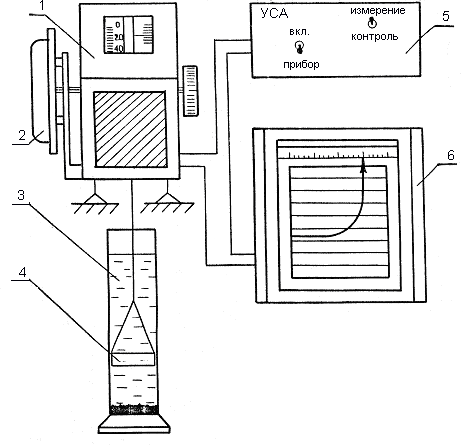 1
2
3
4
0
20
40
УСА
вкл.
прибор
измерение
контроль
5
6